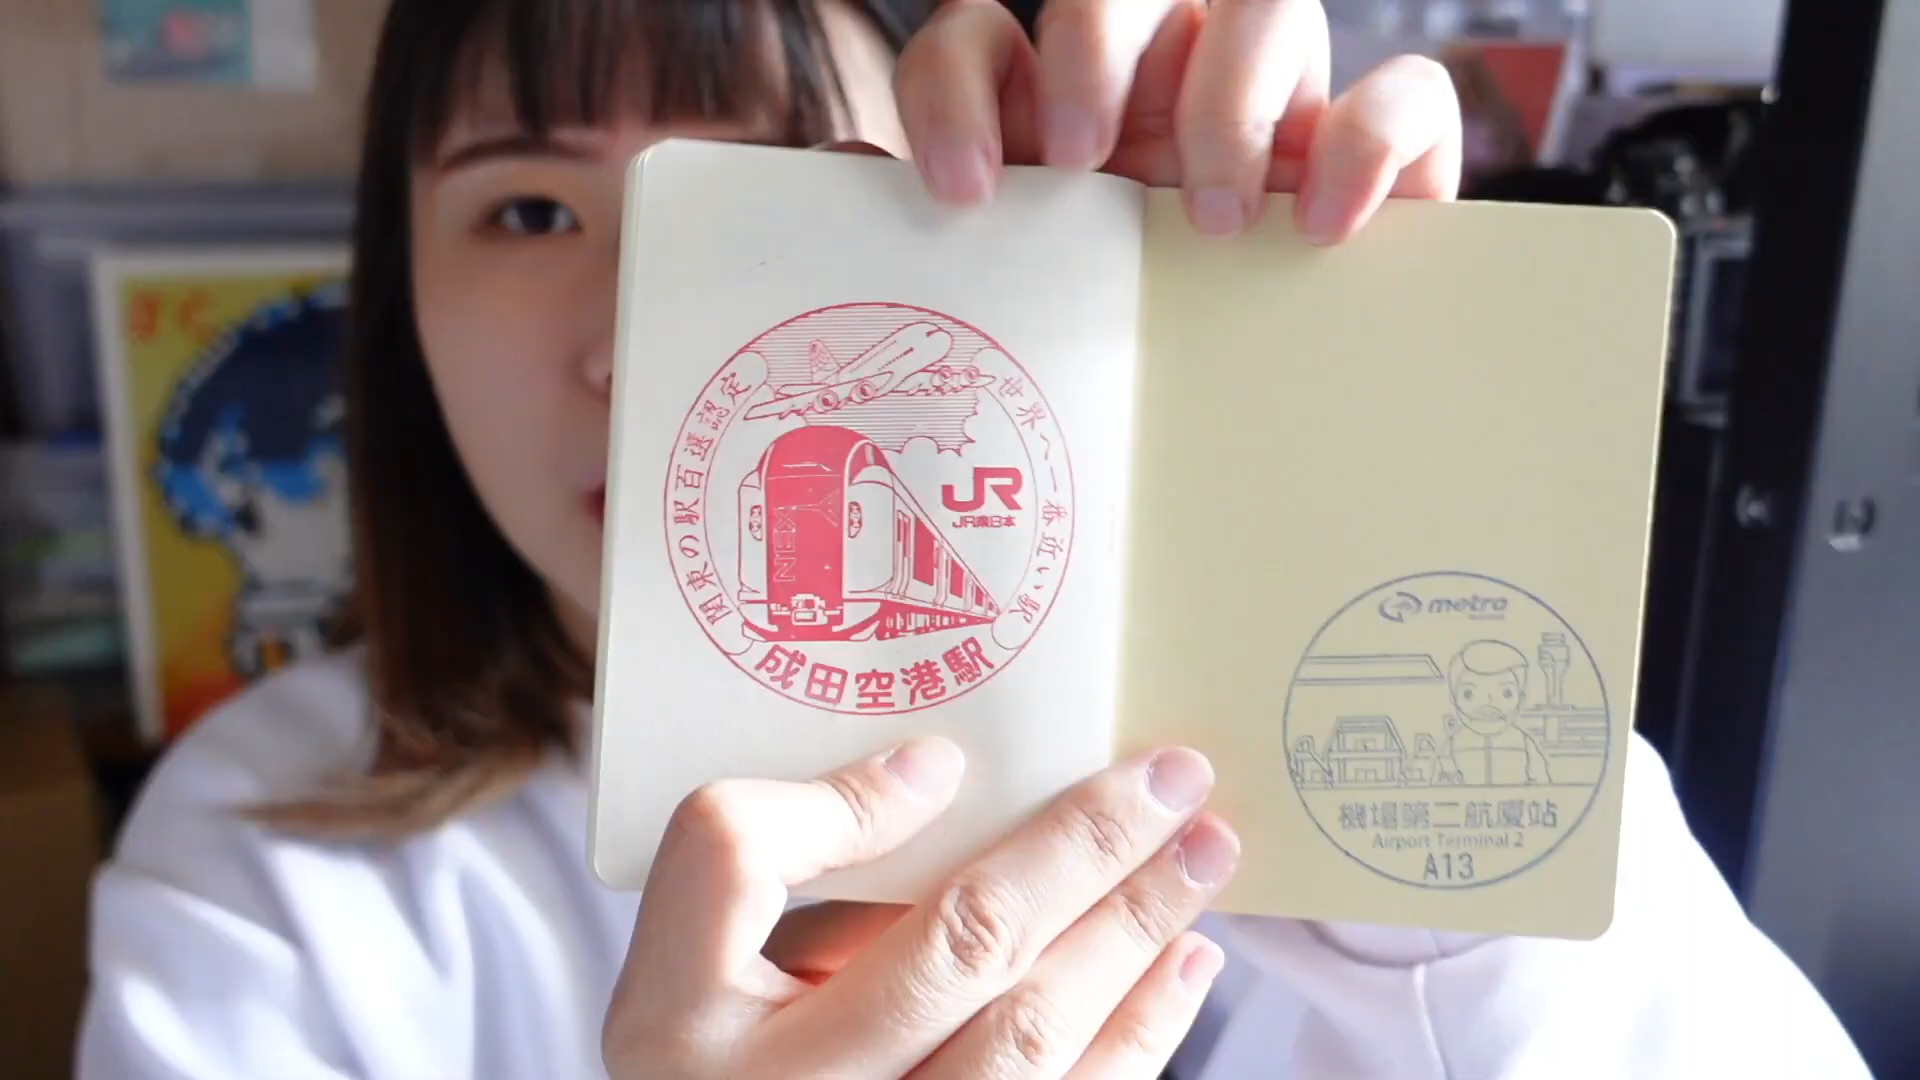 関東の駅百選認定
世界へ一番近い駅
JR
JR東日本
N'EX
成田空港駅
metro
機場第二航廈站
Airport Terminal 2
A13